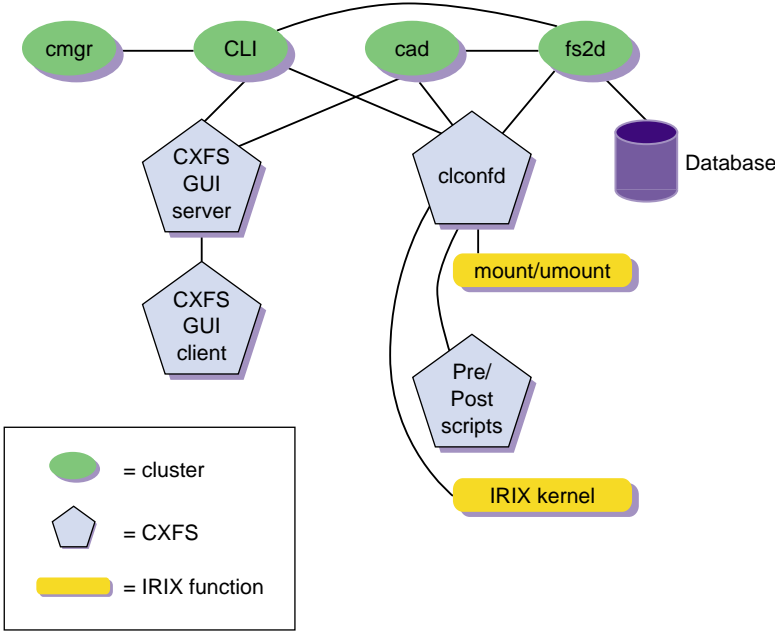 cmgr
CLI
cad
fs2d
CXFS
GUI
server
clconfd
Database
mount/umount
CXFS
GUI
client
Pre/
Post
scripts
IRIX kernel
= cluster
= CXFS
= IRIX function